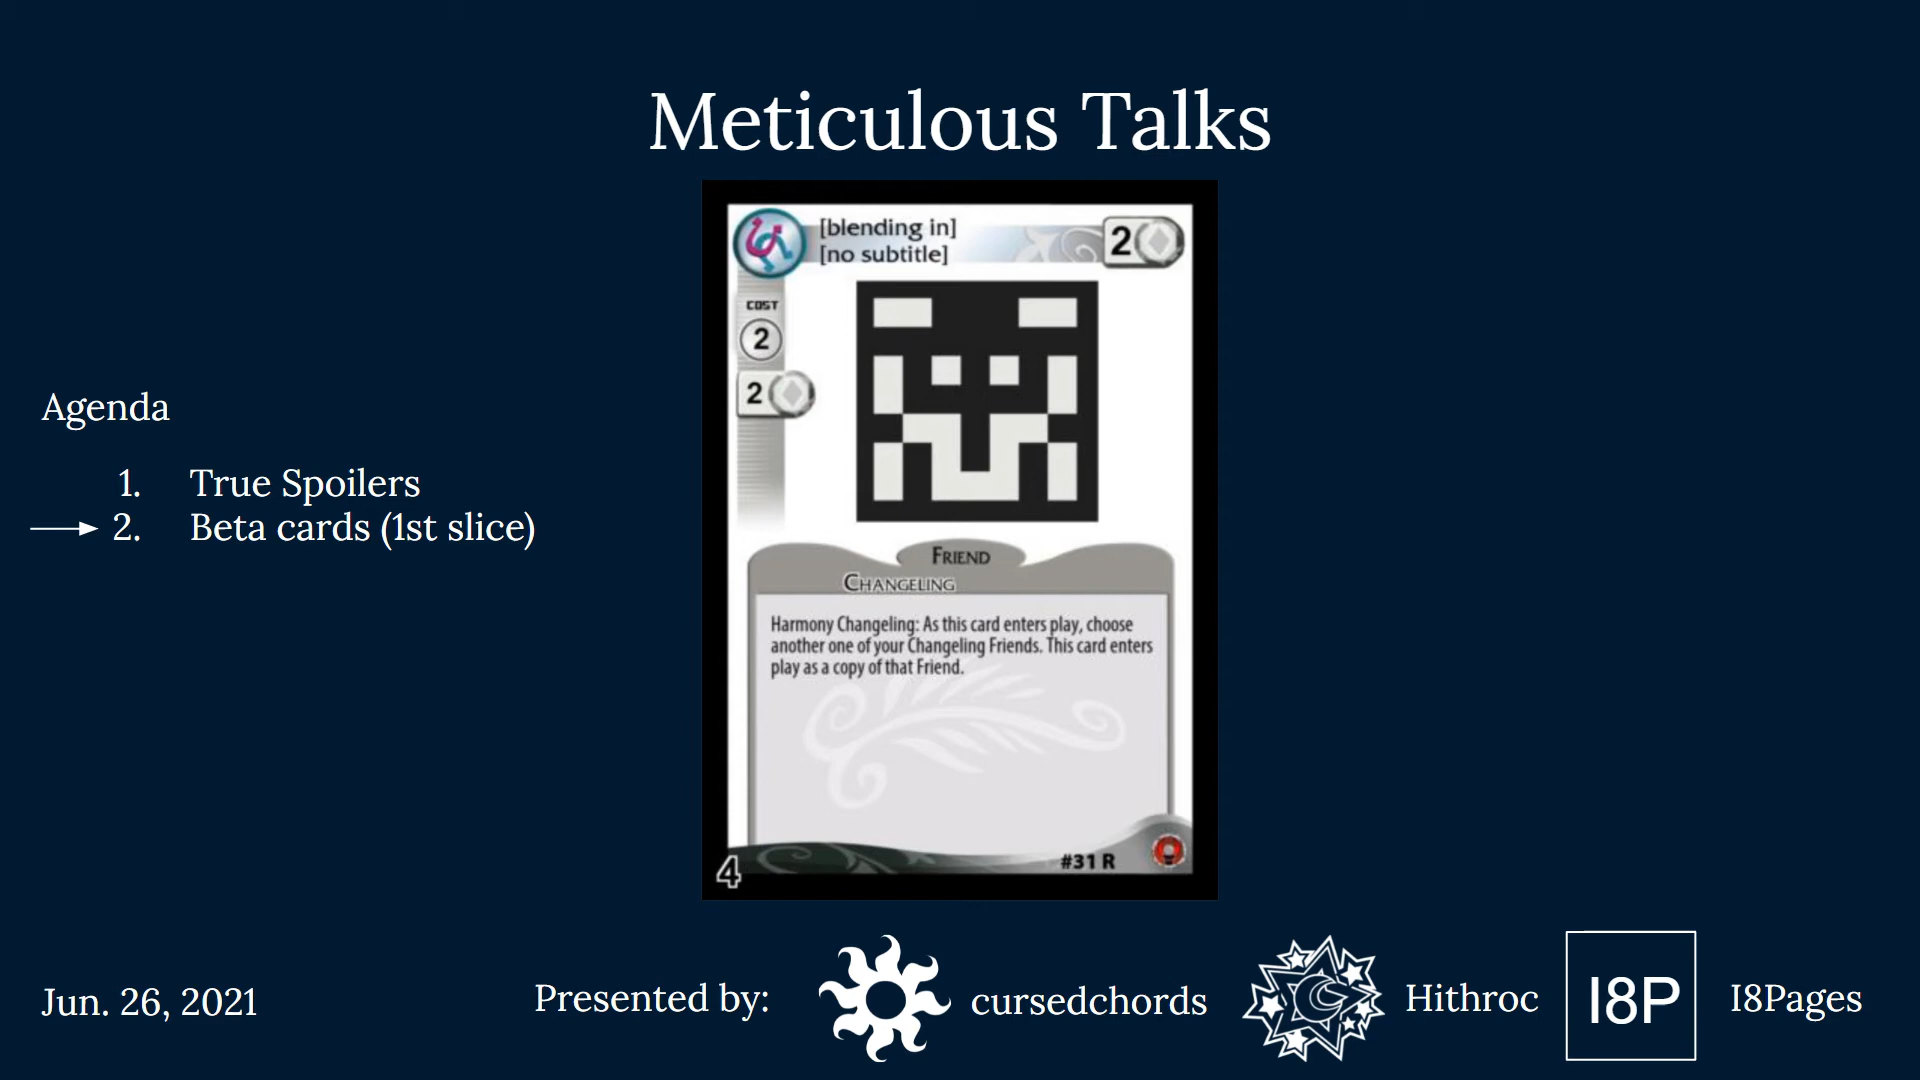 Meticulous Talks
[blending in]
[no subtitle]
2
COST
2
2
Agenda
1. True Spoilers
2. Beta cards (1st slice)
FRIEND
CHANGELING
Harmony Changeling: As this card enters play, choose
another one of your Changeling Friends. This card enters
play as a copy of that Friend.
#31 R
4
Jun. 26, 2021
Presented by:
cursedchords
Hithroc
I8P
I8Pages